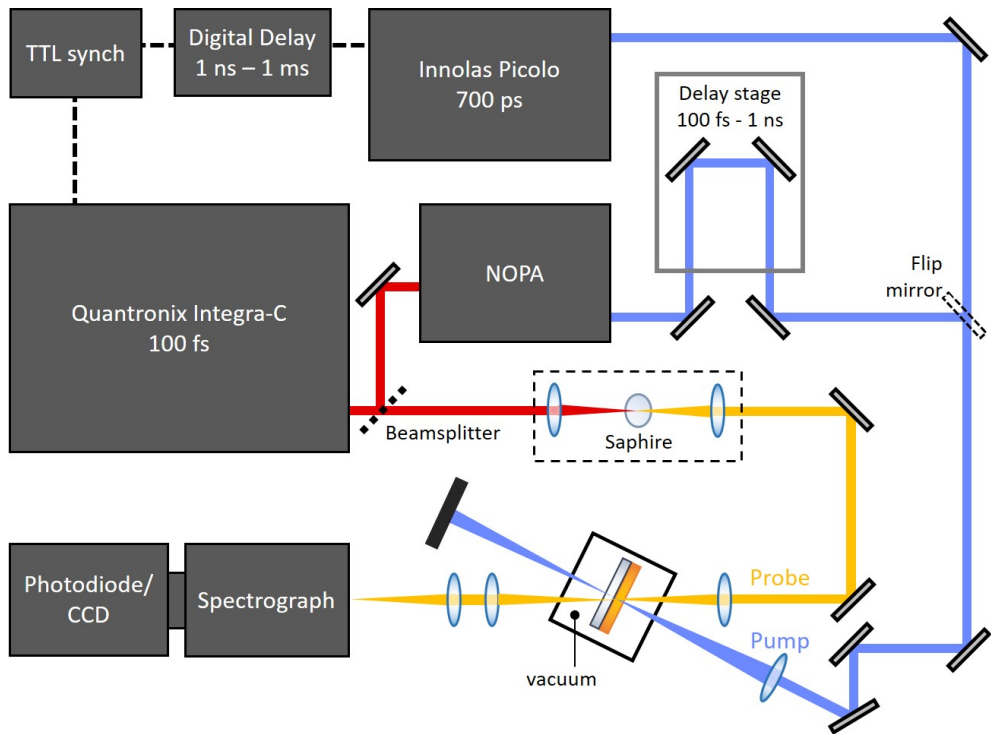 TTL synch
Digital Delay
1 ns – 1 ms
Innolas Picolo
700 ps
Delay stage
100 fs - 1 ns
Quantronix Integra-C
100 fs
NOPA
Flip
mirror
Beamsplitter
Saphire
Photodiode/
CCD
Spectrograph
Probe
Pump
vacuum